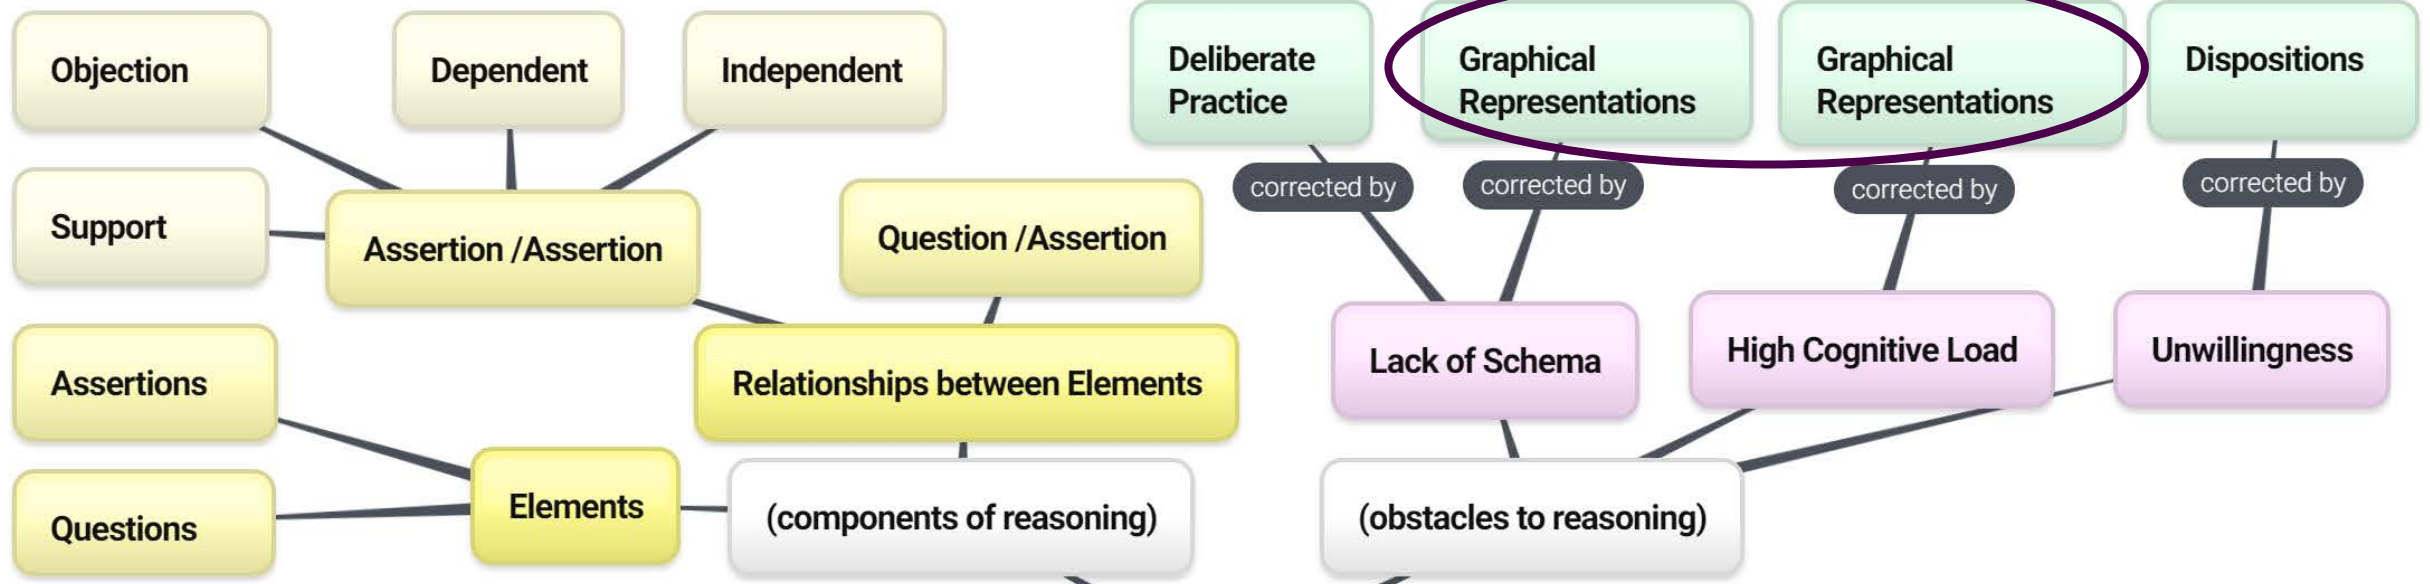 Objection
Dependent
Independent
Deliberate
Practice
Graphical
Representations
Graphical
Representations
Dispositions
corrected by
corrected by
corrected by
corrected by
Support
Assertion /Assertion
Question /Assertion
Assertions
Relationships between Elements
Lack of Schema
High Cognitive Load
Unwillingness
Questions
Elements
(components of reasoning)
(obstacles to reasoning)